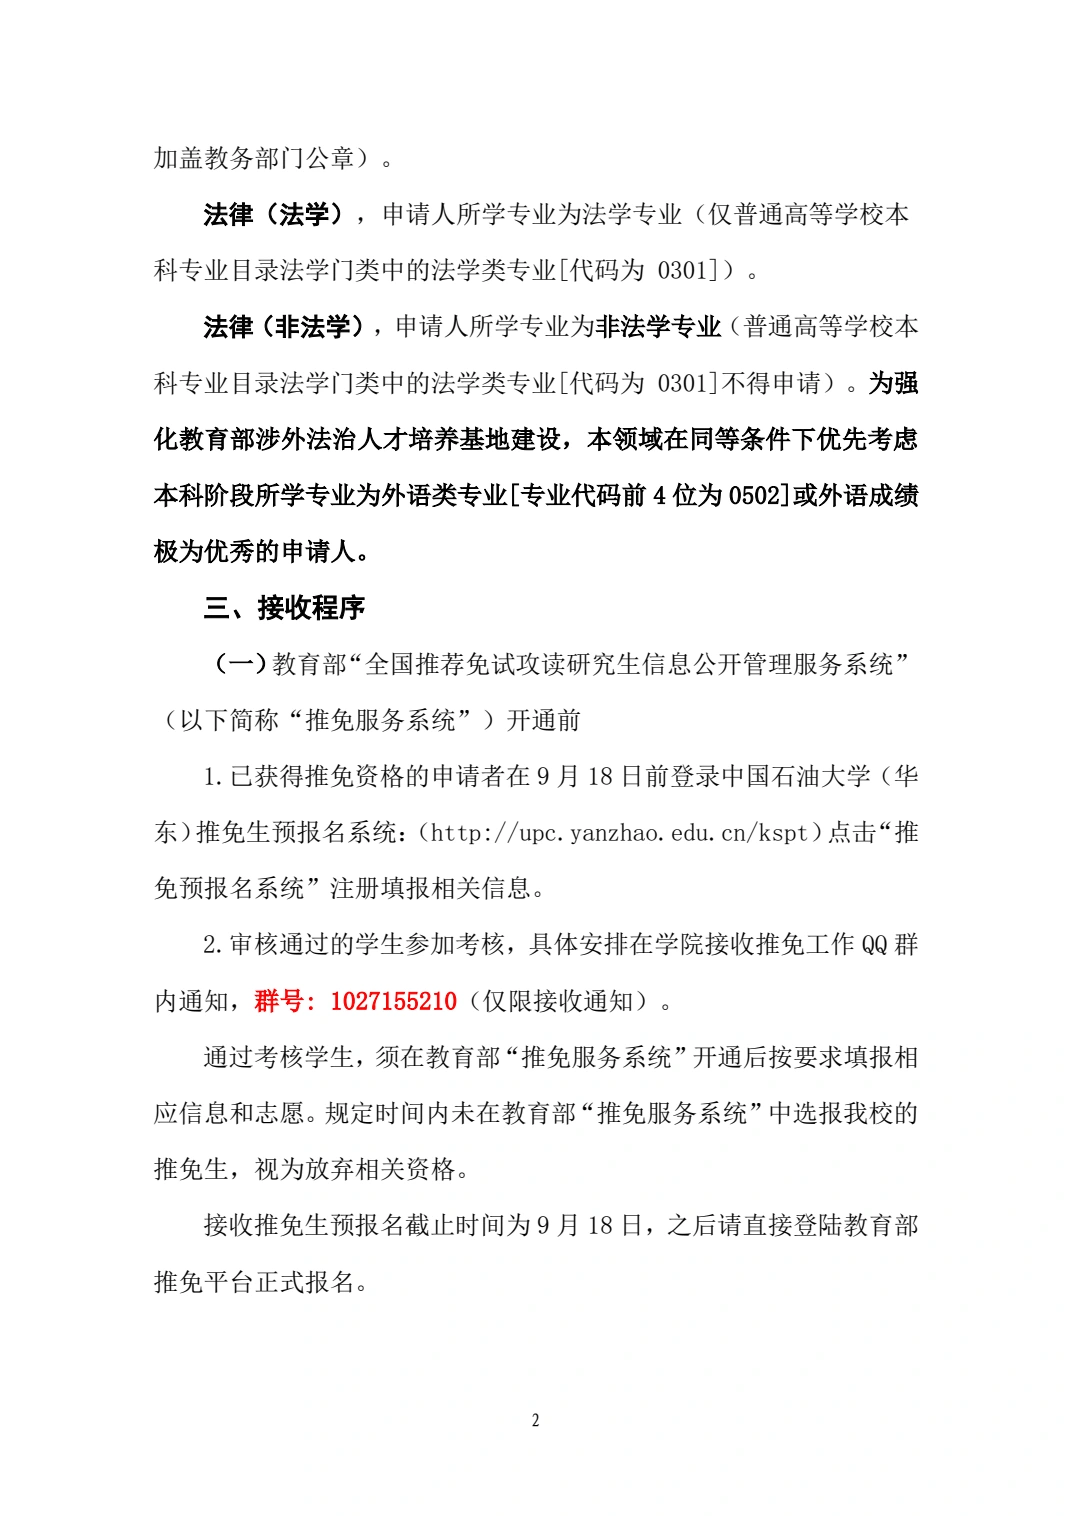 加盖教务部门公章）。
法律（法学），申请人所学专业为法学专业（仅普通高等学校本
科专业目录法学门类中的法学类专业[代码为 0301]）。
法律（非法学），申请人所学专业为非法学专业（普通高等学校本
科专业目录法学门类中的法学类专业[代码为 0301]不得申请）。为强
化教育部涉外法治人才培养基地建设，本领域在同等条件下优先考虑
本科阶段所学专业为外语类专业[专业代码前 4 位为 0502]或外语成绩
极为优秀的申请人。
三、接收程序
（一）教育部“全国推荐免试攻读研究生信息公开管理服务系统”
（以下简称“推免服务系统”）开通前
1.已获得推免资格的申请者在 9 月 18 日前登录中国石油大学（华
东）推免生预报名系统：（http://upc.yanzhao.edu.cn/kspt）点击“推
免预报名系统”注册填报相关信息。
2.审核通过的学生参加考核，具体安排在学院接收推免工作 QQ 群
内通知，群号：1027155210（仅限接收通知）。
通过考核学生，须在教育部“推免服务系统”开通后按要求填报相
应信息和志愿。规定时间内未在教育部“推免服务系统”中选报我校的
推免生，视为放弃相关资格。
接收推免生预报名截止时间为 9 月 18 日，之后请直接登陆教育部
推免平台正式报名。
2